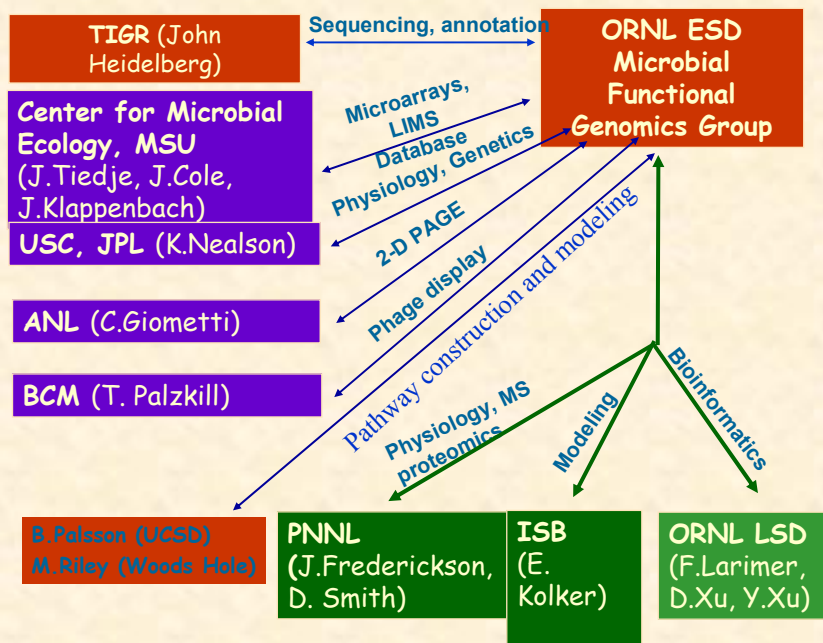 TIGR (John
Heidelberg)
Sequencing, annotation
ORNL ESD
Microbial
Functional
Genomics Group
Center for Microbial
Ecology, MSU
(J.Tiedje, J.Cole,
J.Klappenbach)
Microarrays,
LIMS
Database
Physiology, Genetics
USC, JPL (K.Nealson)
2-D PAGE
ANL (C.Giometti)
Phage display
BCM (T. Palzkill)
Pathway construction and modeling
Physiology, MS
proteomics
Modeling
Bioinformatics
B.Palsson (UCSD)
M.Riley (Woods Hole)
PNNL
(J.Frederickson,
D. Smith)
ISB
(E.
Kolker)
ORNL LSD
(F.Larimer,
D.Xu, Y.Xu)